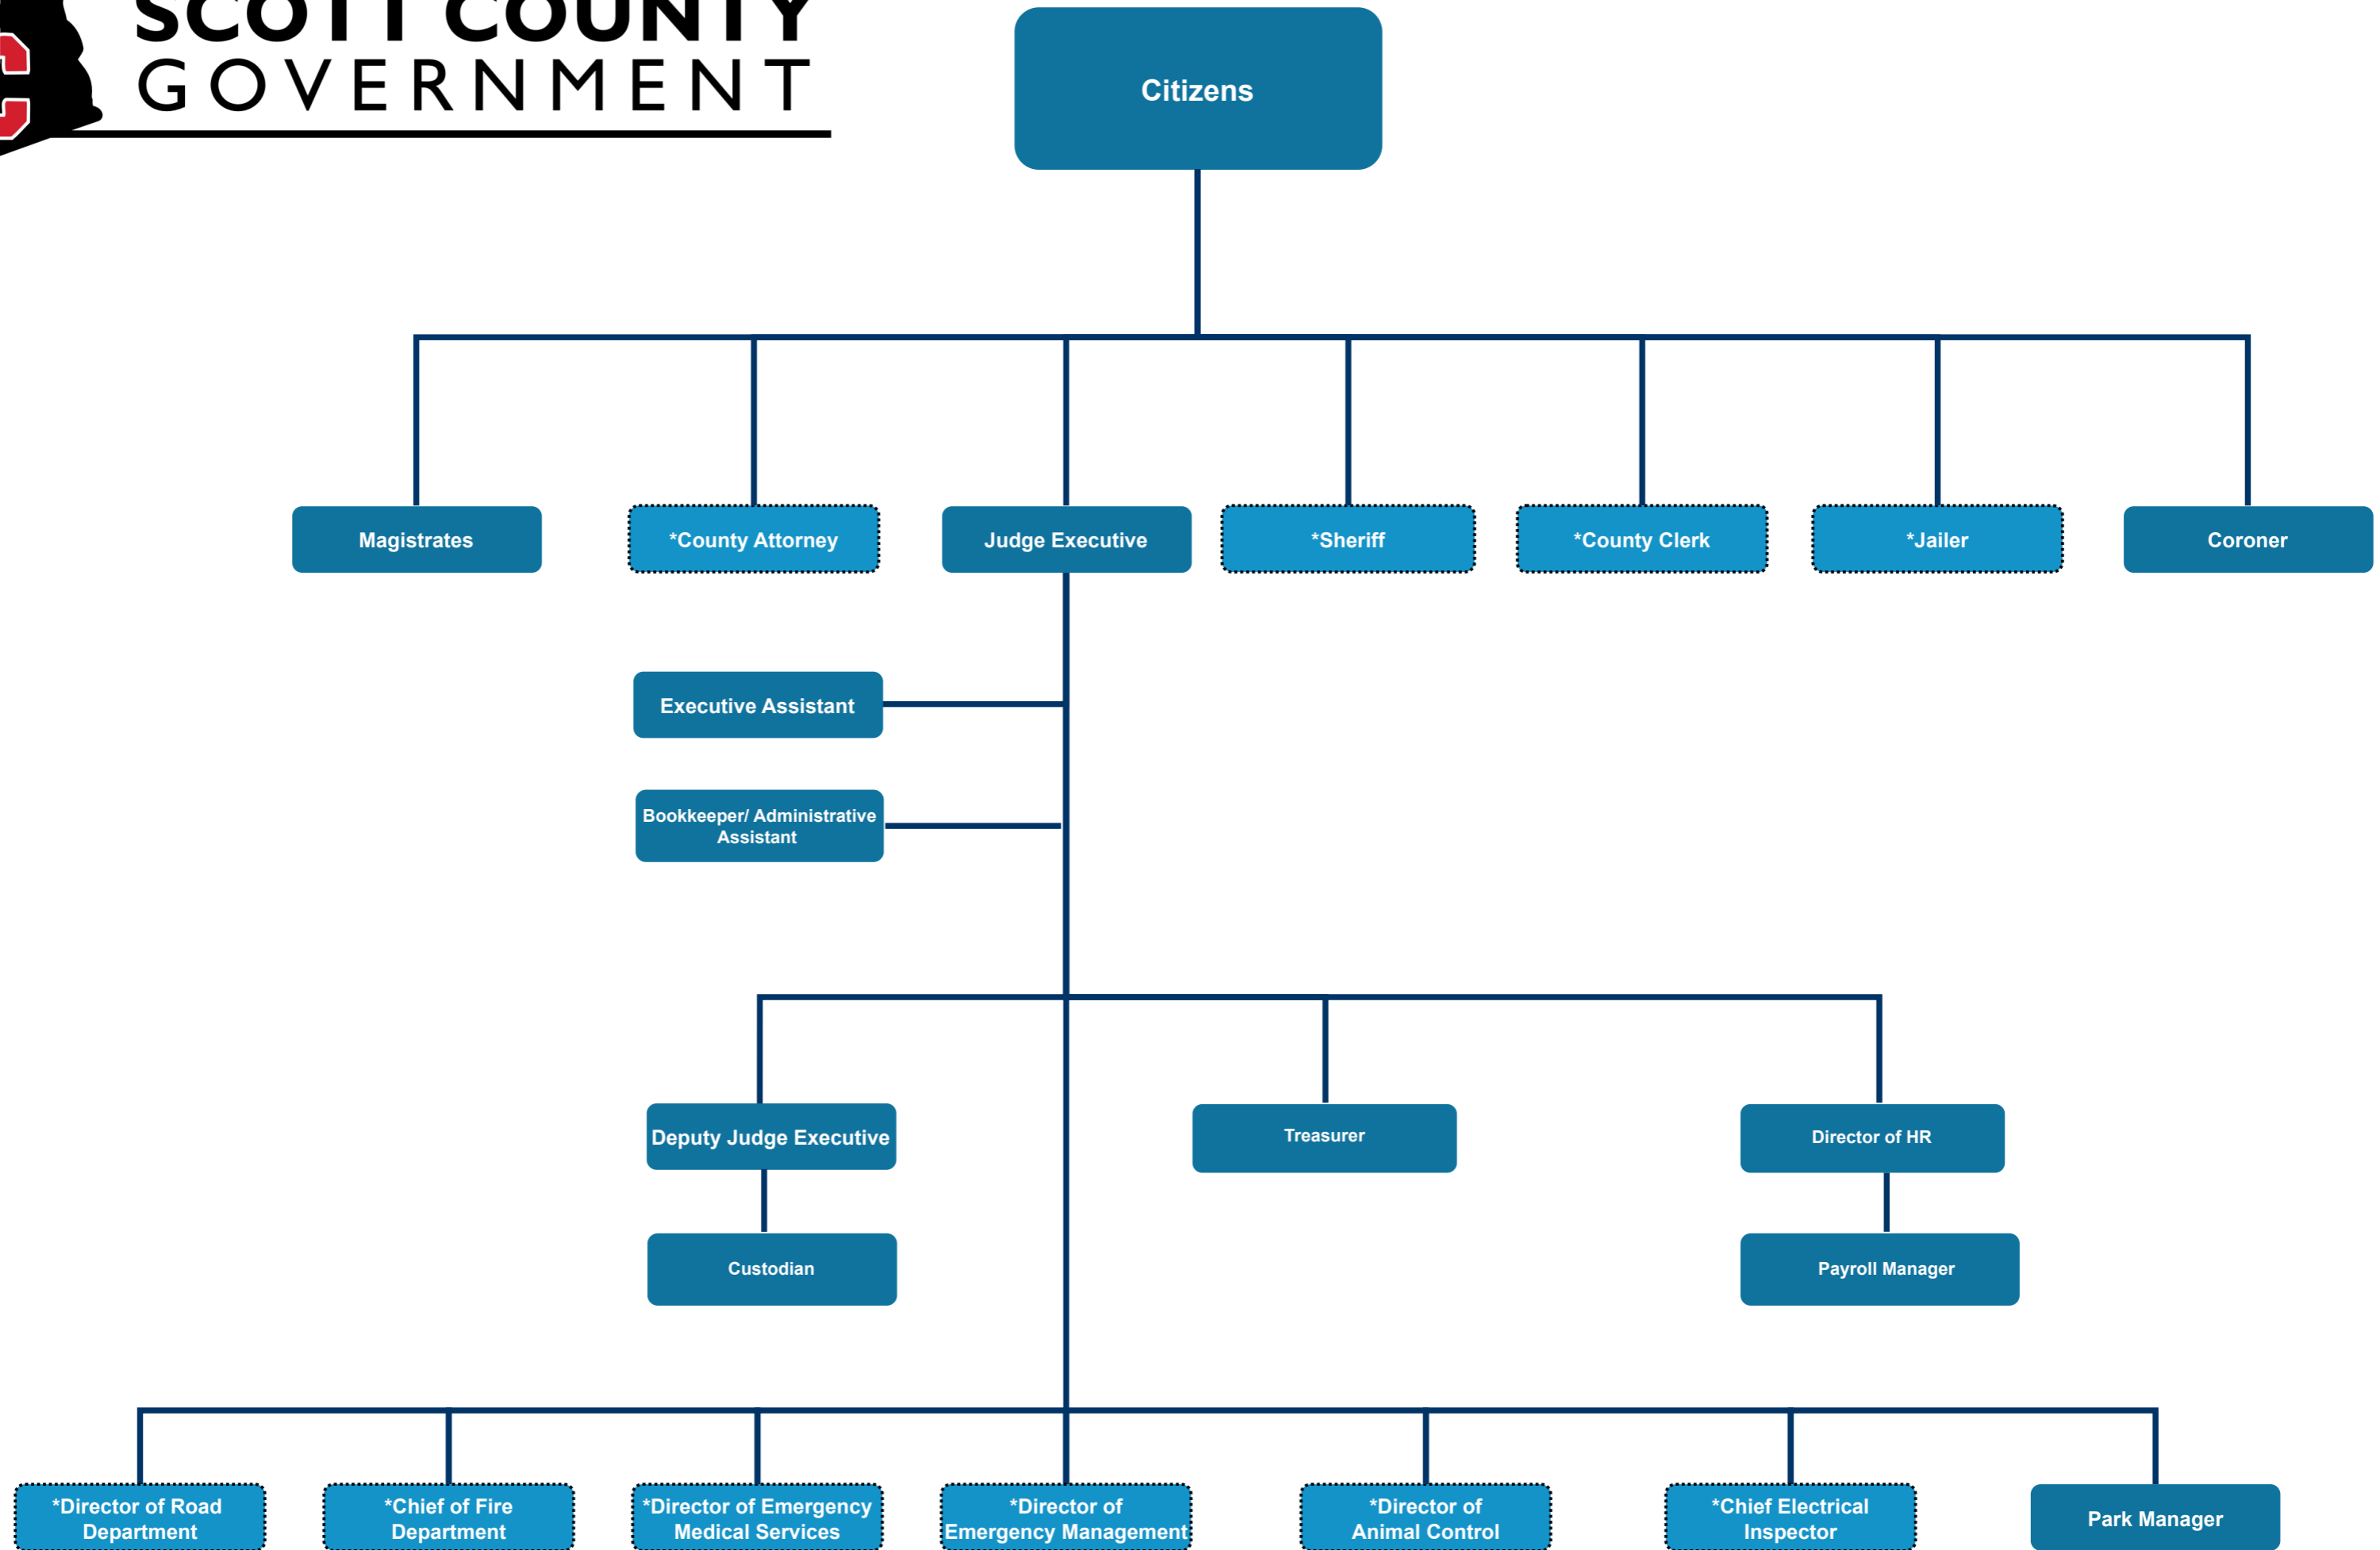 SCOTT COUNTY
GOVERNMENT
Citizens
Magistrates
*County Attorney
Judge Executive
*Sheriff
*County Clerk
*Jailer
Coroner
Executive Assistant
Bookkeeper/ Administrative
Assistant
Deputy Judge Executive
Treasurer
Director of HR
Custodian
Payroll Manager
*Director of Road
Department
*Chief of Fire
Department
*Director of Emergency
Medical Services
*Director of
Emergency Management
*Director of
Animal Control
*Chief Electrical
Inspector
Park Manager